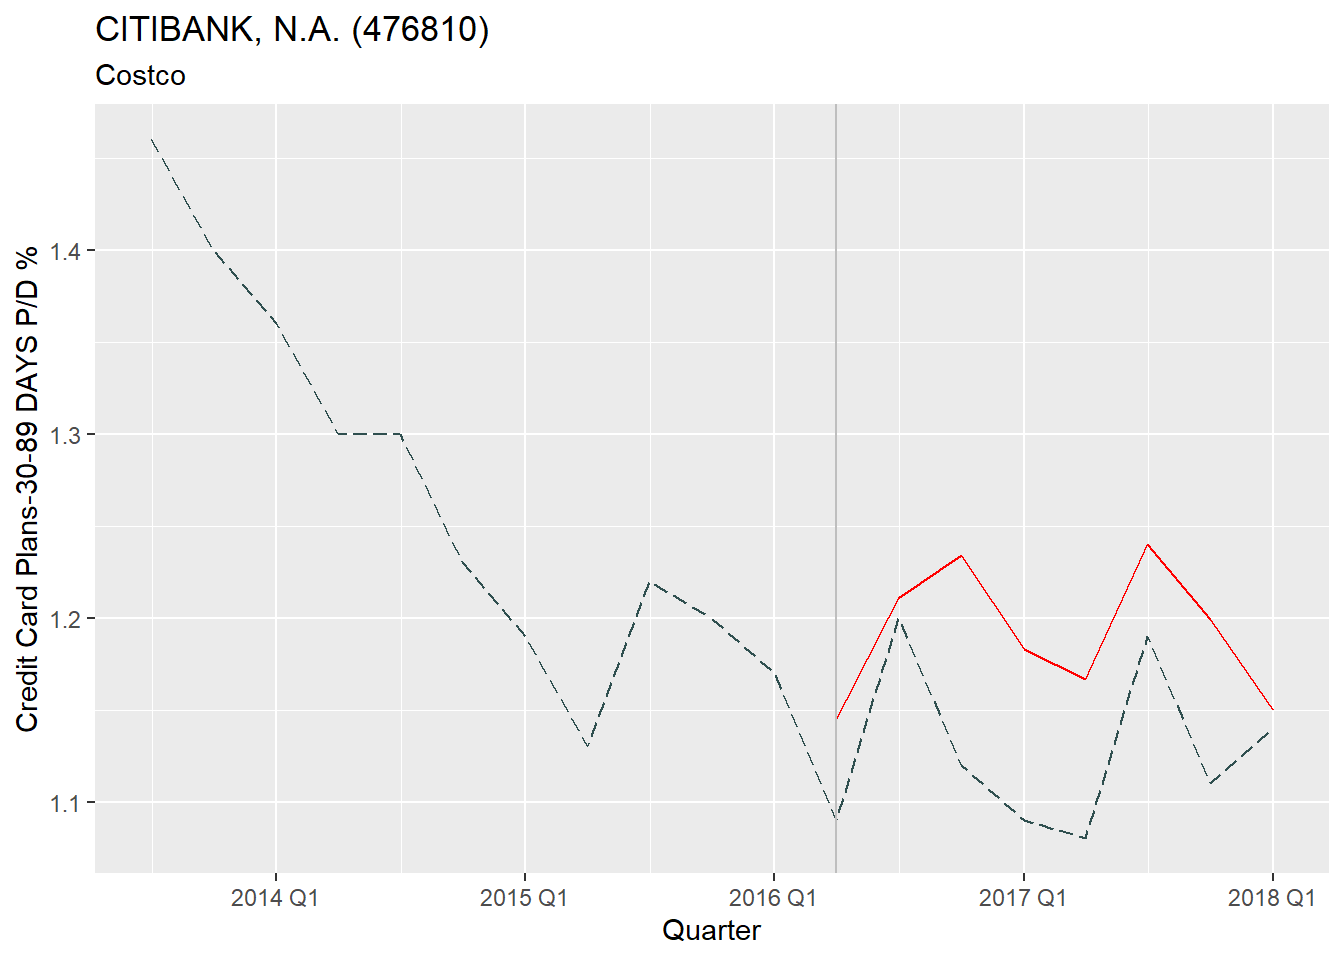 CITIBANK, N.A. (476810)
Costco
Credit Card Plans-30-89 DAYS P/D %
1.4
1.3
1.2
1.1
2014 Q1 2015 Q1 2016 Q1 2017 Q1 2018 Q1
Quarter